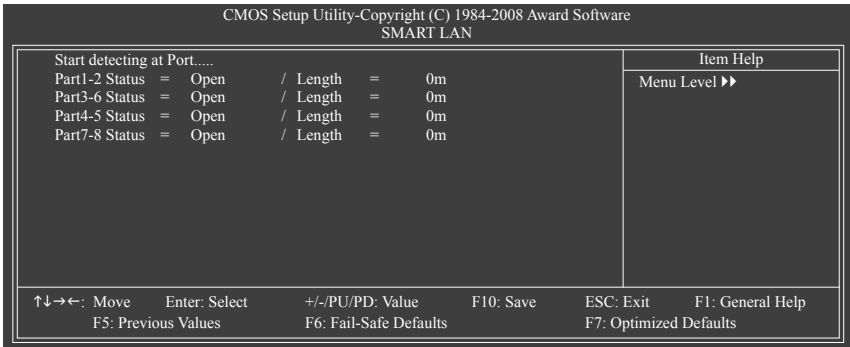 CMOS Setup Utility-Copyright (C) 1984-2008 Award Software
SMART LAN
Start detecting at Port.....
Part1-2 Status = Open / Length = 0m
Part3-6 Status = Open / Length = 0m
Part4-5 Status = Open / Length = 0m
Part7-8 Status = Open / Length = 0m
Item Help
Menu Level ▶▶
↑↓→←: Move Enter: Select +/-/PU/PD: Value F10: Save ESC: Exit F1: General Help
F5: Previous Values F6: Fail-Safe Defaults F7: Optimized Defaults